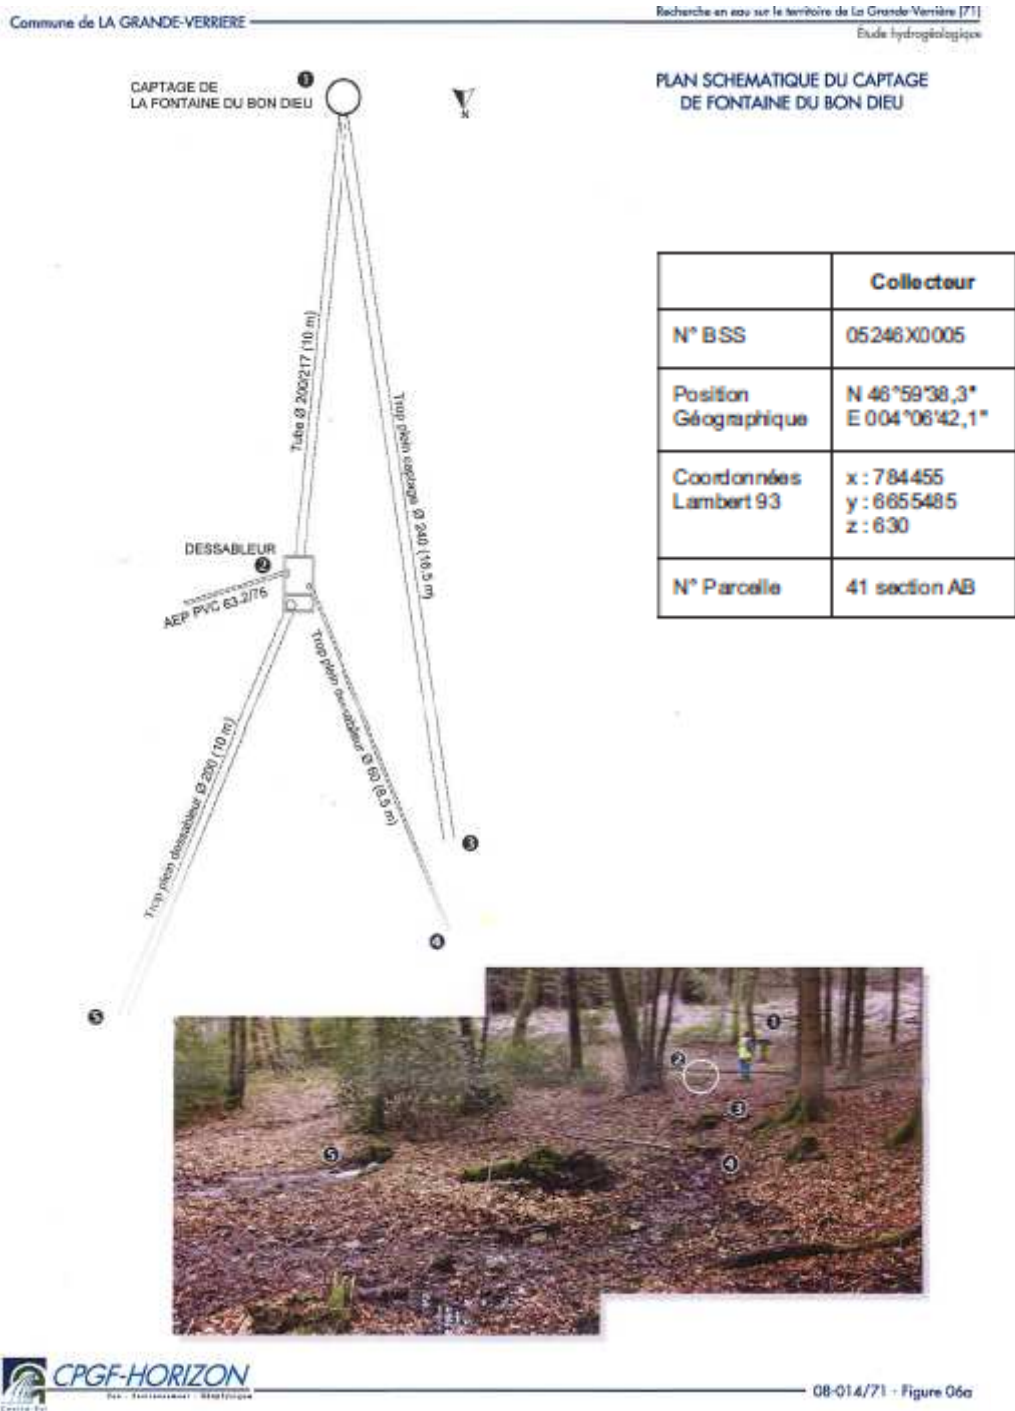 Commune de LA GRANDE-VERRIERE
Recherche en eau sur le territoire de La Grande-Verrière (71)
Étude hydrogéologique
PLAN SCHEMATIQUE DU CAPTAGE
DE FONTAINE DU BON DIEU
CAPTAGE DE
LA FONTAINE DU BON DIEU
1
N
Tube Ø 200/217 (10 m)
Trop plein captage Ø 240 (16.5 m)
DESSABLEUR
2
AEP PVC 63.2/75
Trop plein dessableur Ø 60 (8.5 m)
Trop plein dessableur Ø 200 (10 m)
3
4
5
Collecteur
N° BSS
05246X0005
Position
Géographique
N 46°59'38,3"
E 004°06'42,1"
Coordonnées
Lambert 93
x : 784455
y : 6655485
z : 630
N° Parcelle
41 section AB
1
2
3
4
5
CPGF-HORIZON
Eau - Environnement - Géophysique
08-014/71 - Figure 06a